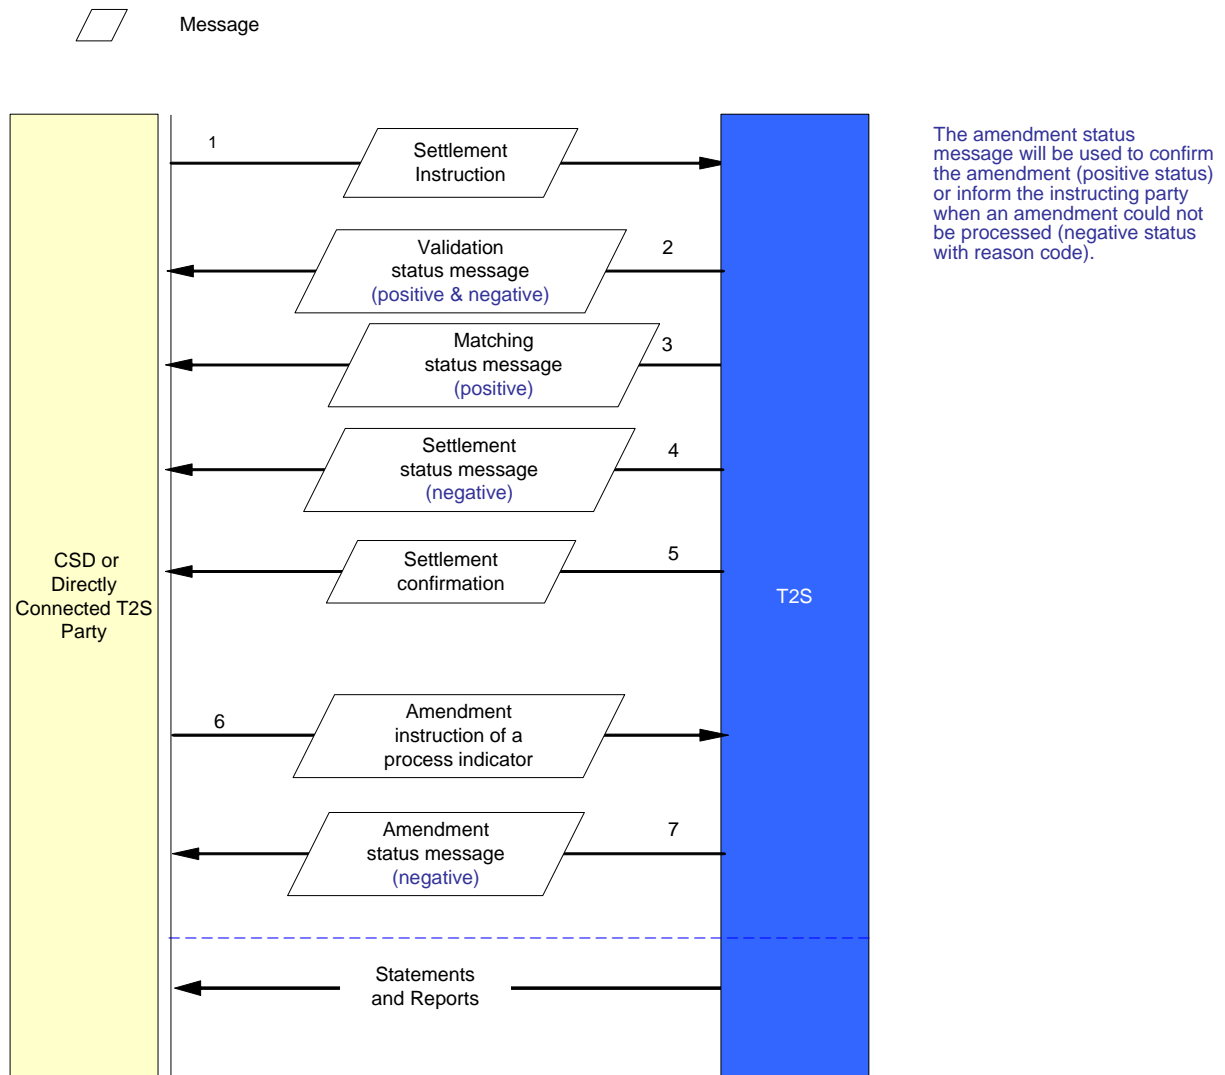 Message
The amendment status
message will be used to confirm
the amendment (positive status)
or inform the instructing party
when an amendment could not
be processed (negative status
with reason code).
1
Settlement
Instruction
Validation
status message
(positive & negative)
2
Matching
status message
(positive)
3
Settlement
status message
(negative)
4
Settlement
confirmation
5
CSD or
Directly
Connected T2S
Party
T2S
6
Amendment
instruction of a
process indicator
Amendment
status message
(negative)
7
Statements
and Reports